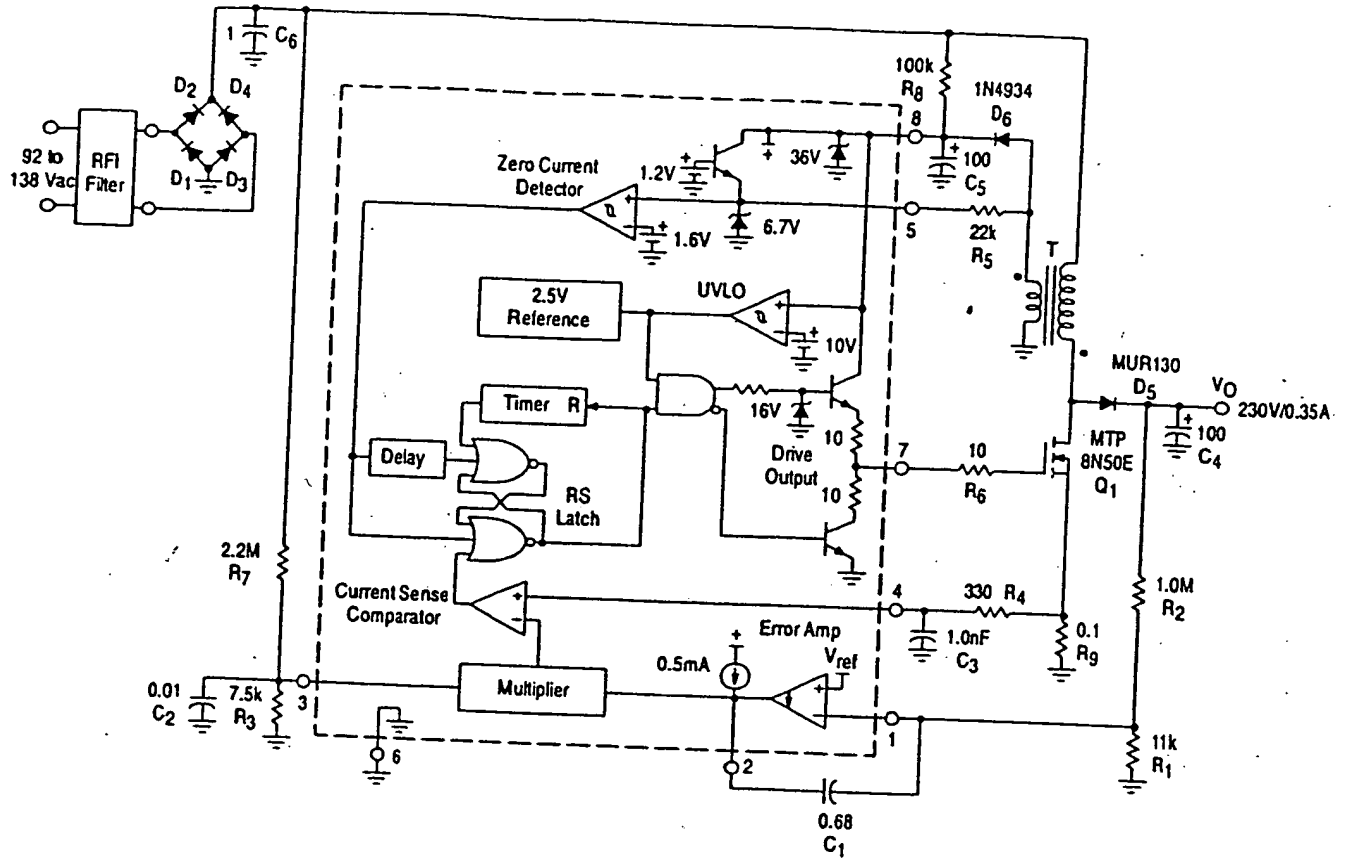 1 C6
100k
R8
1N4934
D6
D2 D4
8
92 to
138 Vac
RFI
Filter
D1 D3
Zero Current
Detector
1.2V
36V
100
C5
1.6V
6.7V
5
22k
R5
T
2.5V
Reference
UVLO
10V
MUR130
D5
VO
230V/0.35A
Timer R
16V
10
Drive
Output
7
10
R6
MTP
8N50E
Q1
100
C4
Delay
RS
Latch
10
2.2M
R7
Current Sense
Comparator
4
330 R4
1.0M
R2
1.0nF
C3
0.1
R9
Error Amp
Vref
0.5mA
0.01
C2
7.5k
R3
3
Multiplier
1
6
2
11k
R1
0.68
C1